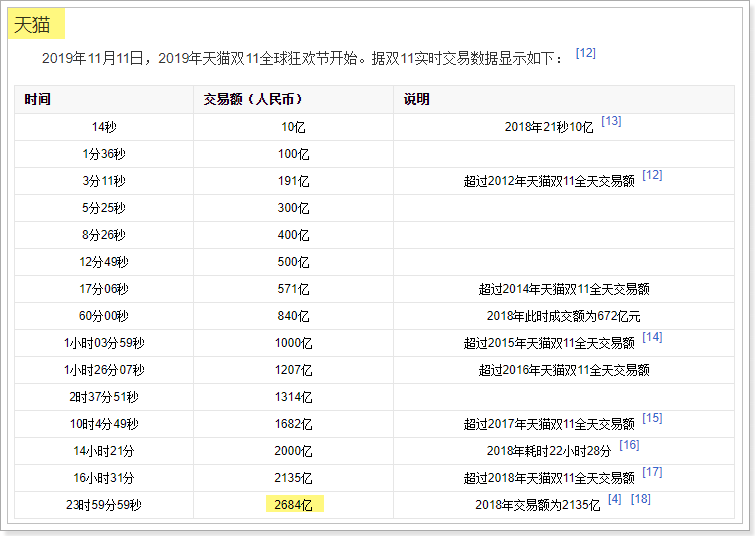 天猫
2019年11月11日，2019年天猫双11全球狂欢节开始。据双11实时交易数据显示如下： [12]
时间 交易额（人民币） 说明
14秒 10亿 2018年21秒10亿 [13]
1分36秒 100亿
3分11秒 191亿 超过2012年天猫双11全天交易额 [12]
5分25秒 300亿
8分26秒 400亿
12分49秒 500亿
17分06秒 571亿 超过2014年天猫双11全天交易额
60分00秒 840亿 2018年此时成交额为672亿元
1小时03分59秒 1000亿 超过2015年天猫双11全天交易额 [14]
1小时26分07秒 1207亿 超过2016年天猫双11全天交易额
2时37分51秒 1314亿
10时4分49秒 1682亿 超过2017年天猫双11全天交易额 [15]
14小时21分 2000亿 2018年耗时22小时28分 [16]
16小时31分 2135亿 超过2018年天猫双11全天交易额 [17]
23时59分59秒 2684亿 2018年交易额为2135亿 [4] [18]